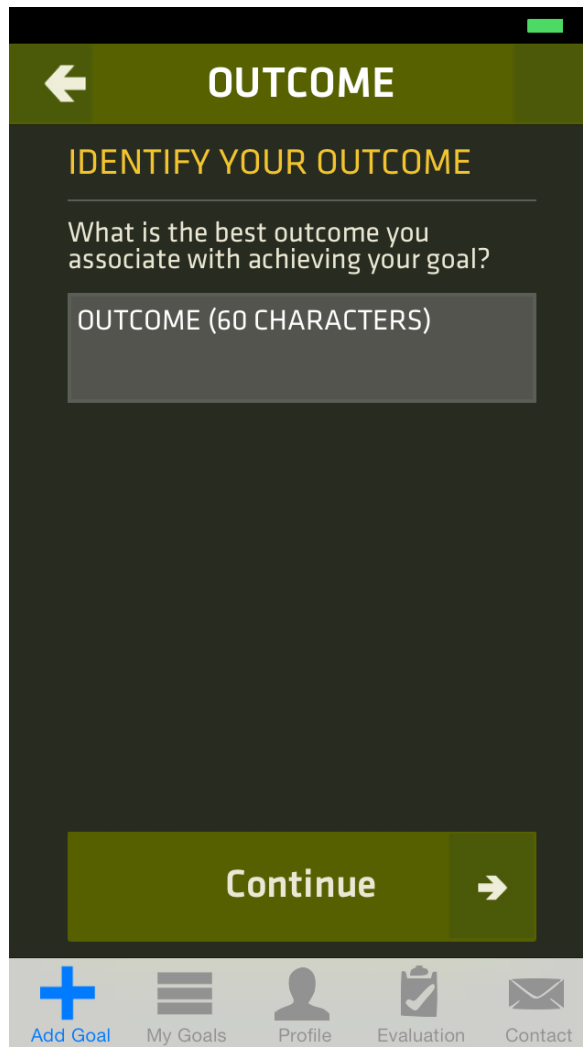 OUTCOME
IDENTIFY YOUR OUTCOME
What is the best outcome you
associate with achieving your goal?
OUTCOME (60 CHARACTERS)
Continue
Add Goal My Goals Profile Evaluation Contact